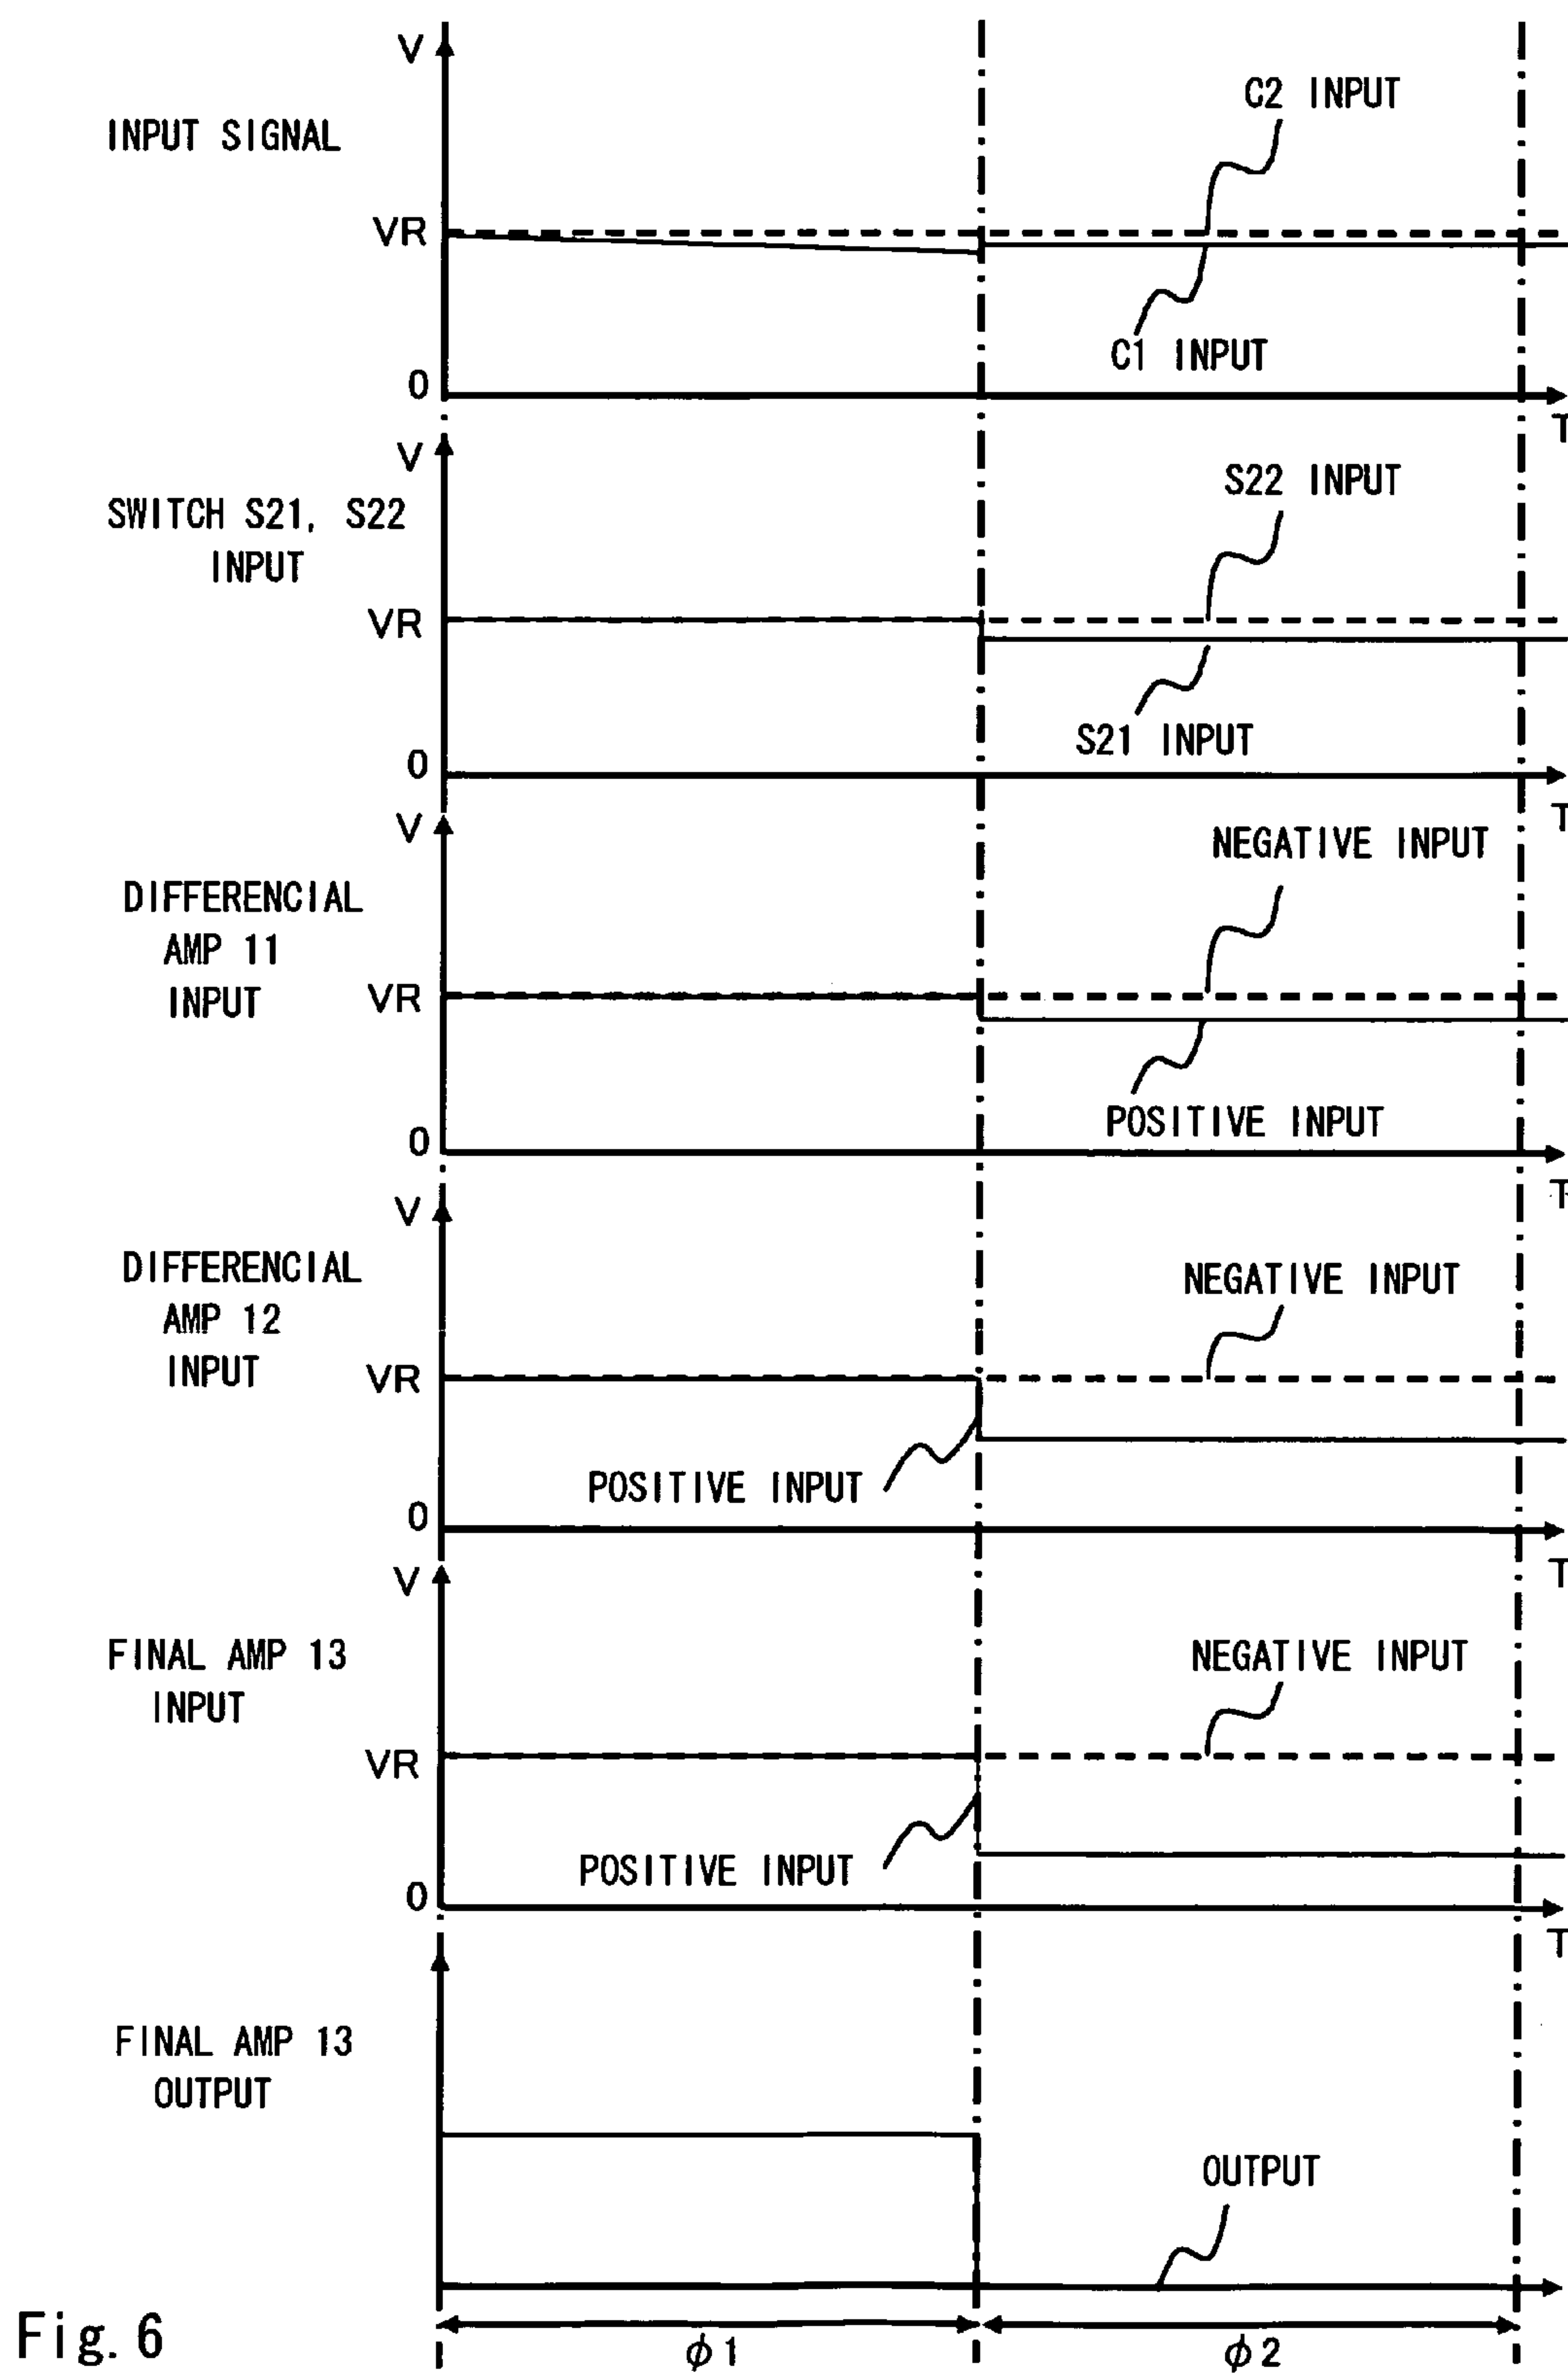 V
C2 INPUT
INPUT SIGNAL
VR
C1 INPUT
0
T
V
S22 INPUT
SWITCH S21, S22
INPUT
VR
S21 INPUT
0
T
V
NEGATIVE INPUT
DIFFERENCIAL
AMP 11
INPUT
VR
POSITIVE INPUT
0
T
V
NEGATIVE INPUT
DIFFERENCIAL
AMP 12
INPUT
VR
POSITIVE INPUT
0
T
V
NEGATIVE INPUT
FINAL AMP 13
INPUT
VR
POSITIVE INPUT
0
T
FINAL AMP 13
OUTPUT
OUTPUT
Fig. 6
φ1
φ2